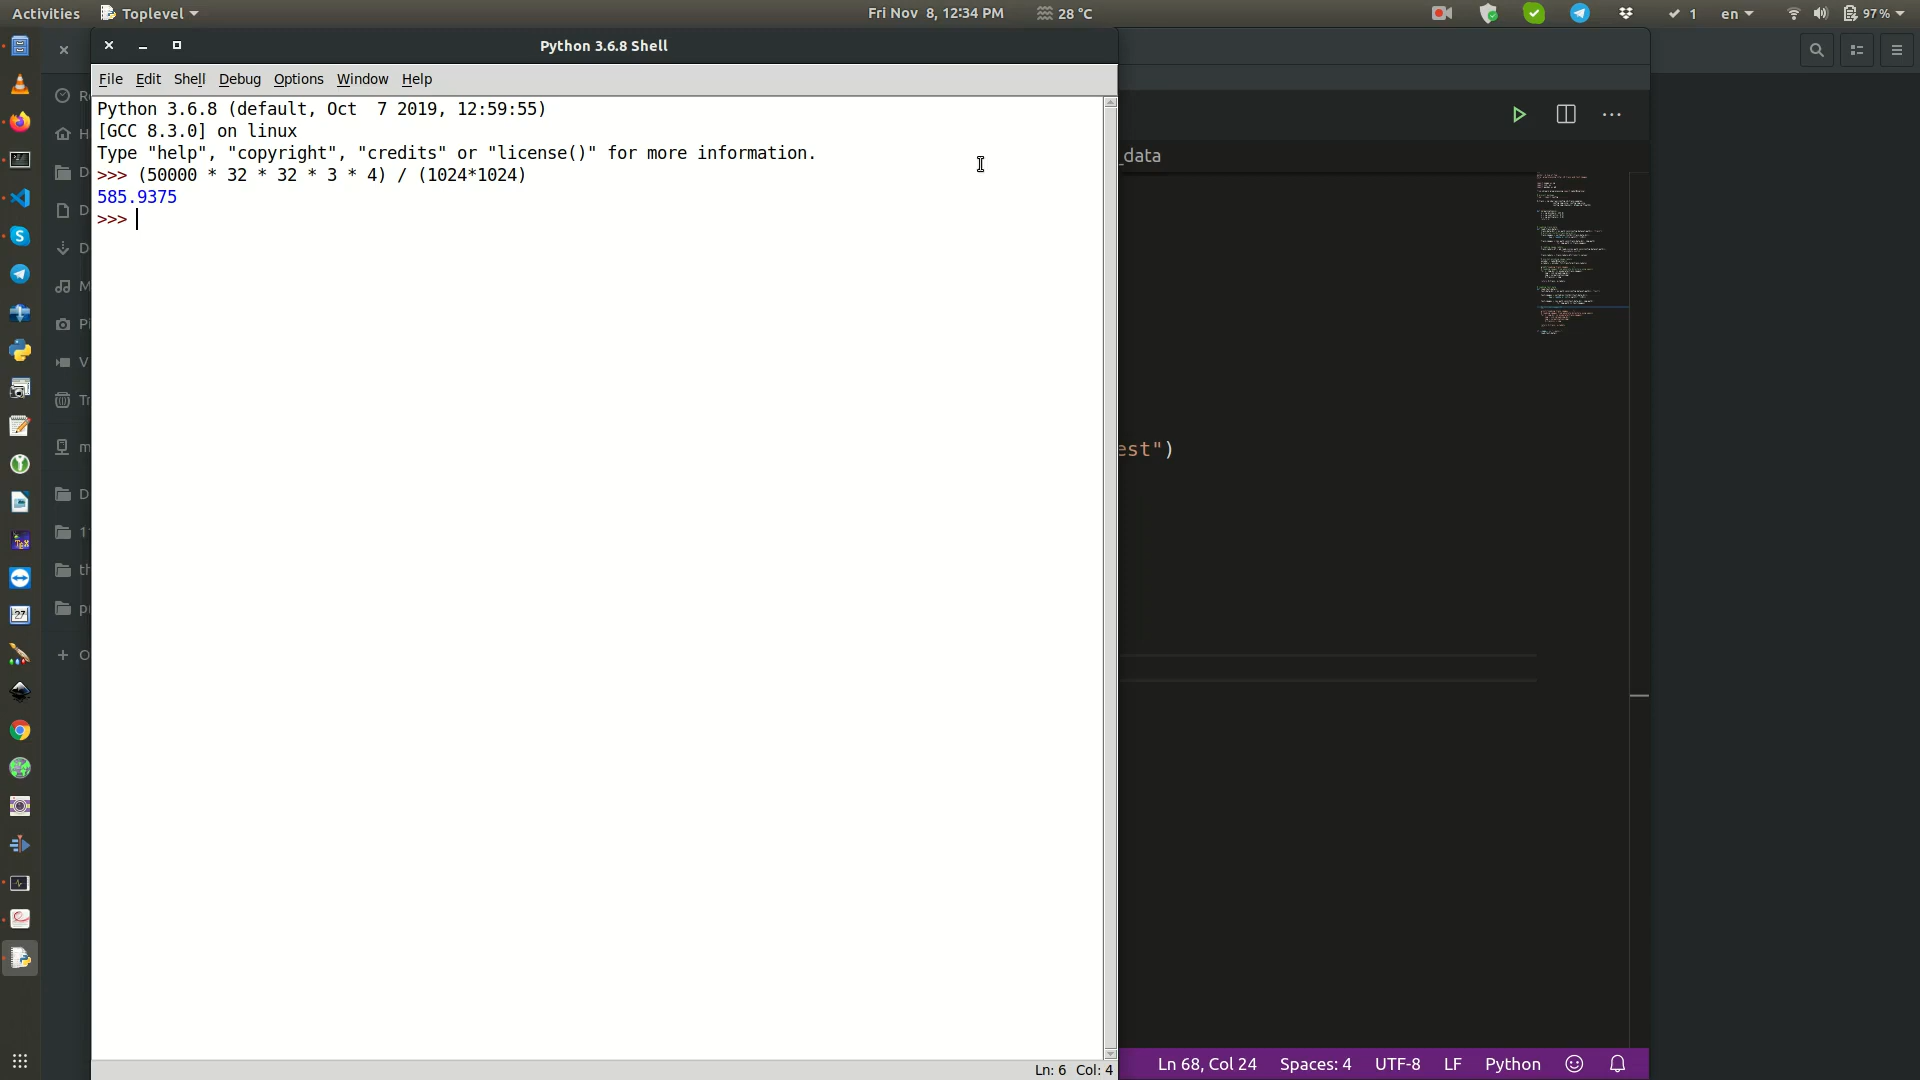 Activities Toplevel Fri Nov 8, 12:34 PM 28 °C 1 en 97%
Python 3.6.8 Shell
File Edit Shell Debug Options Window Help
Python 3.6.8 (default, Oct  7 2019, 12:59:55)
[GCC 8.3.0] on linux
Type "help", "copyright", "credits" or "license()" for more information.
>>> (50000 * 32 * 32 * 3 * 4) / (1024*1024)
585.9375
>>>
_data
est")
Ln: 6 Col: 4
Ln 68, Col 24 Spaces: 4 UTF-8 LF Python